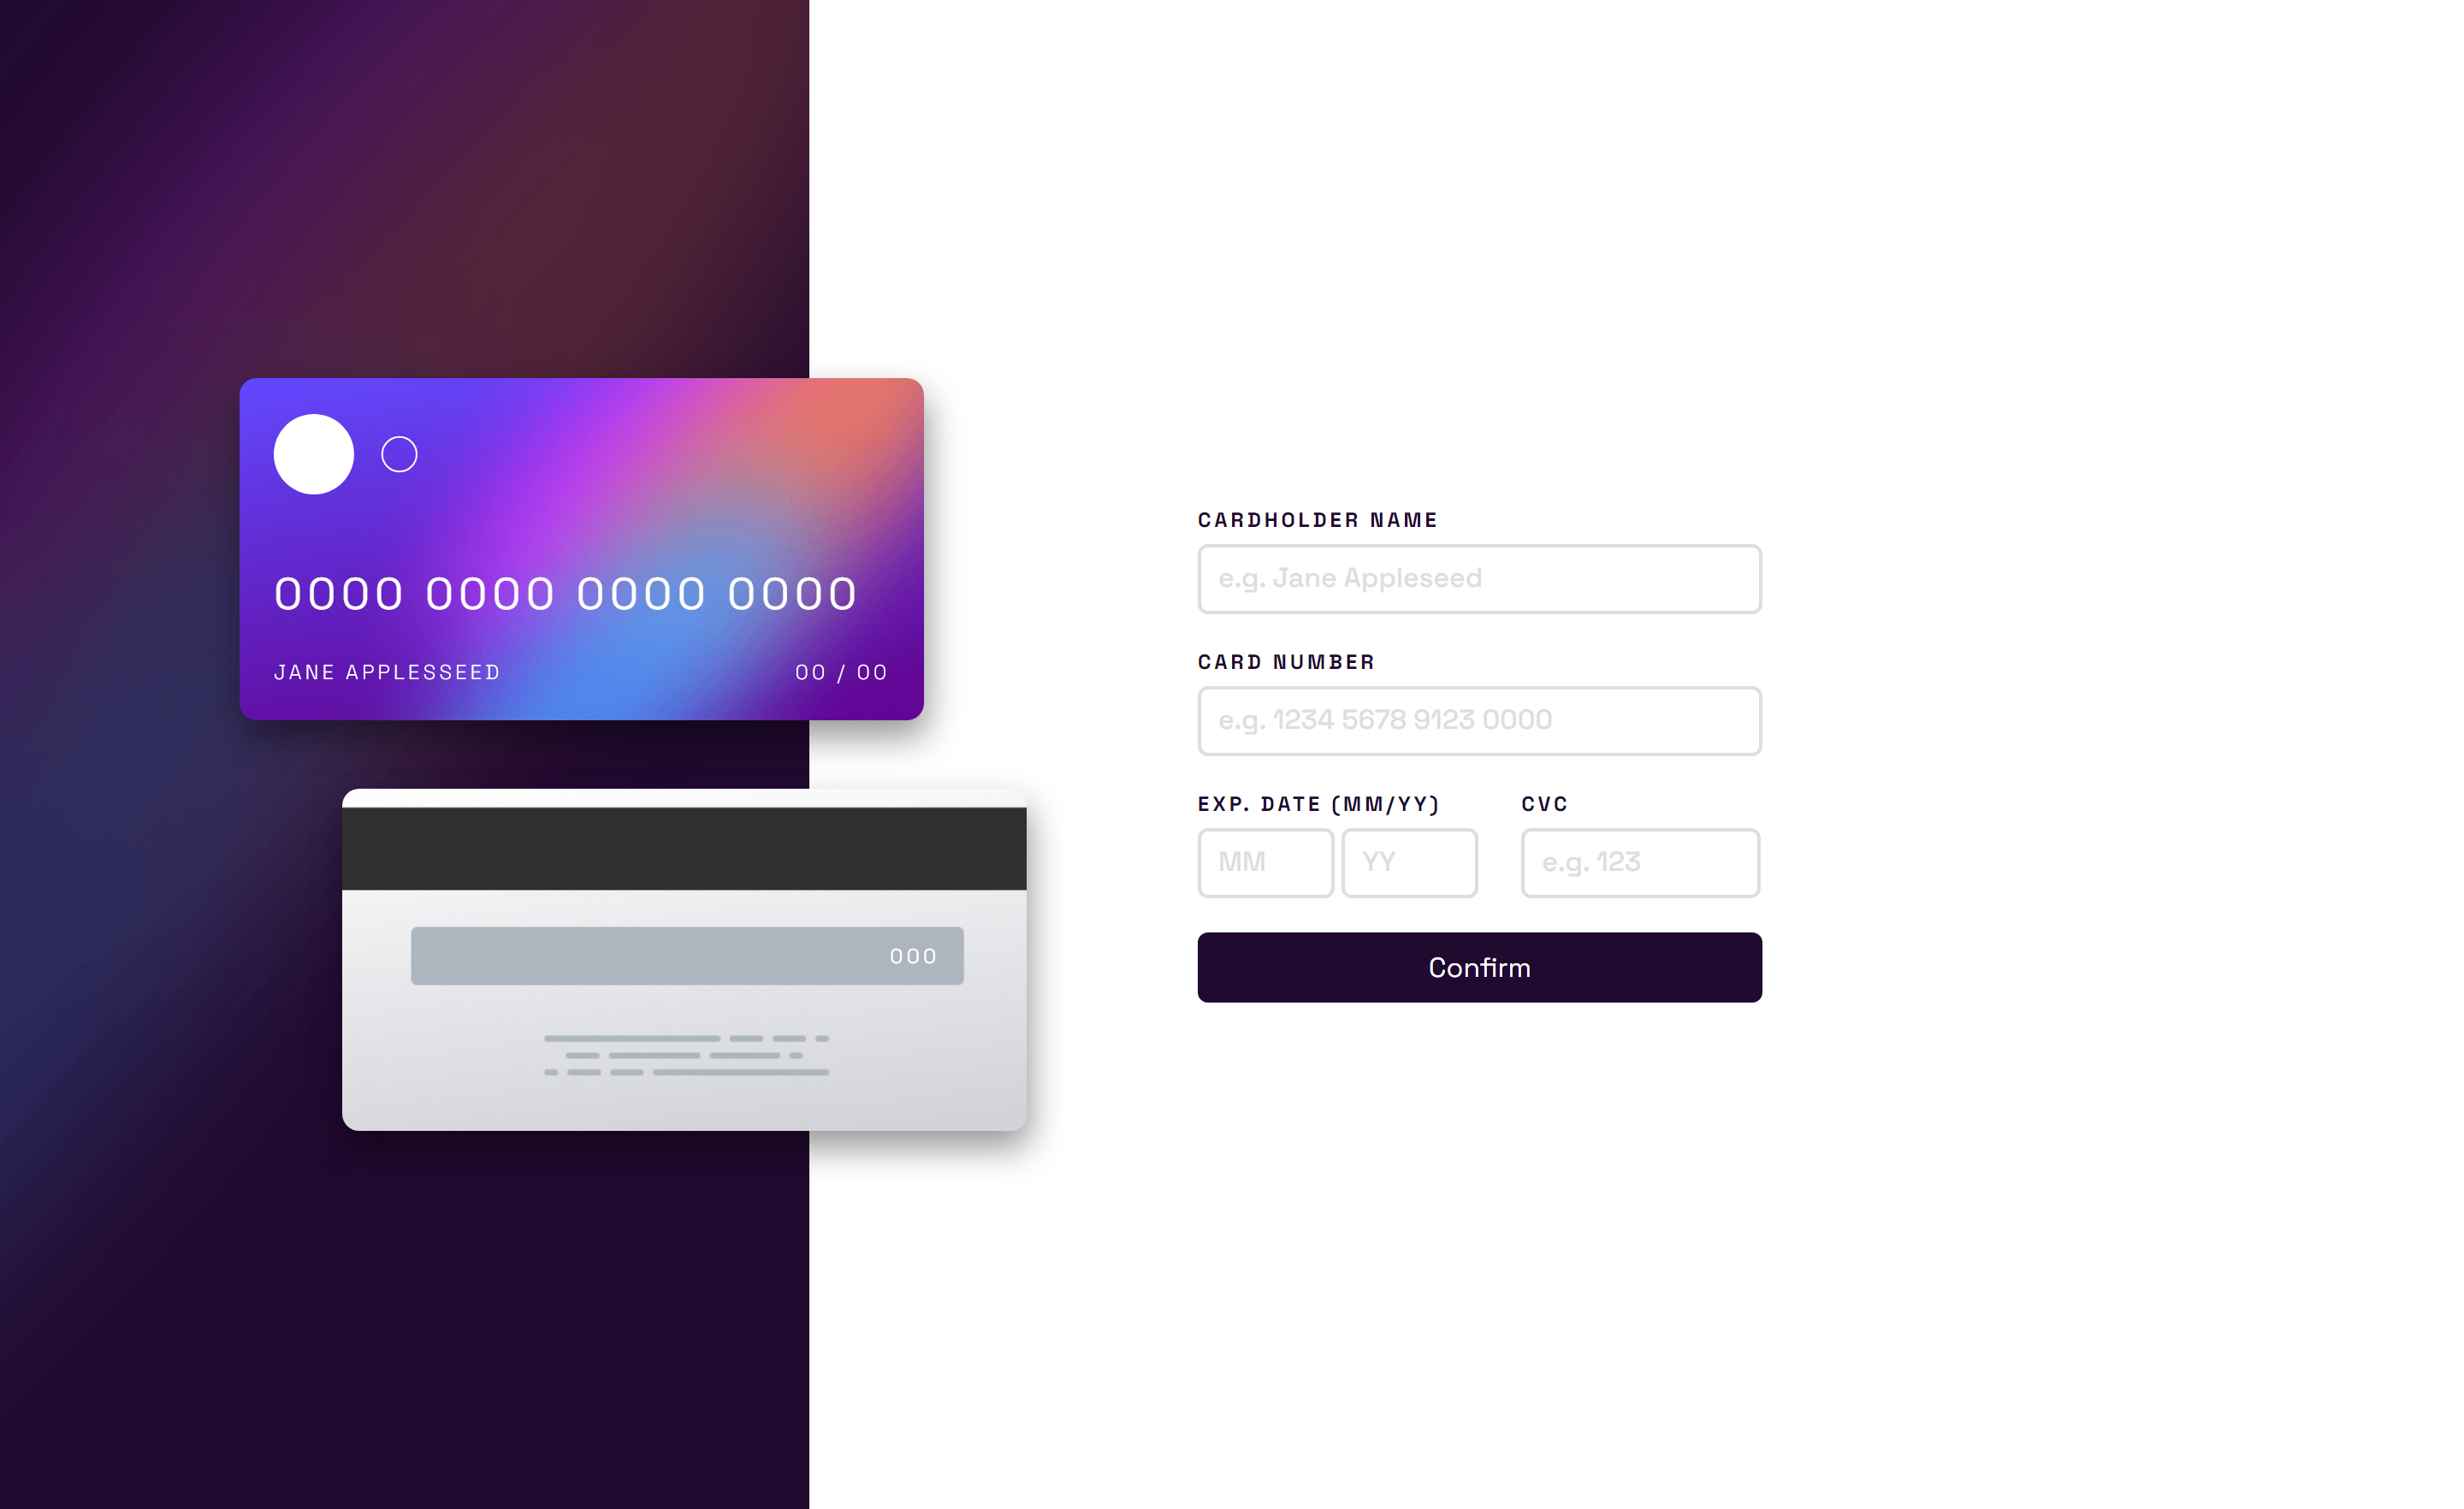 0000 0000 0000 0000
JANE APPLESSEED
00 / 00
000
CARDHOLDER NAME
e.g. Jane Appleseed
CARD NUMBER
e.g. 1234 5678 9123 0000
EXP. DATE (MM/YY)
CVC
MM
YY
e.g. 123
Confirm